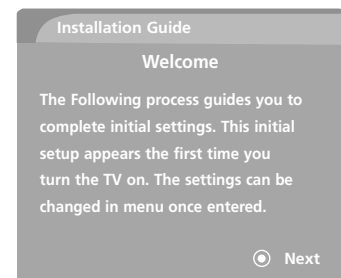 Installation Guide
Welcome
The Following process guides you to
complete initial settings. This initial
setup appears the first time you
turn the TV on. The settings can be
changed in menu once entered.
Next